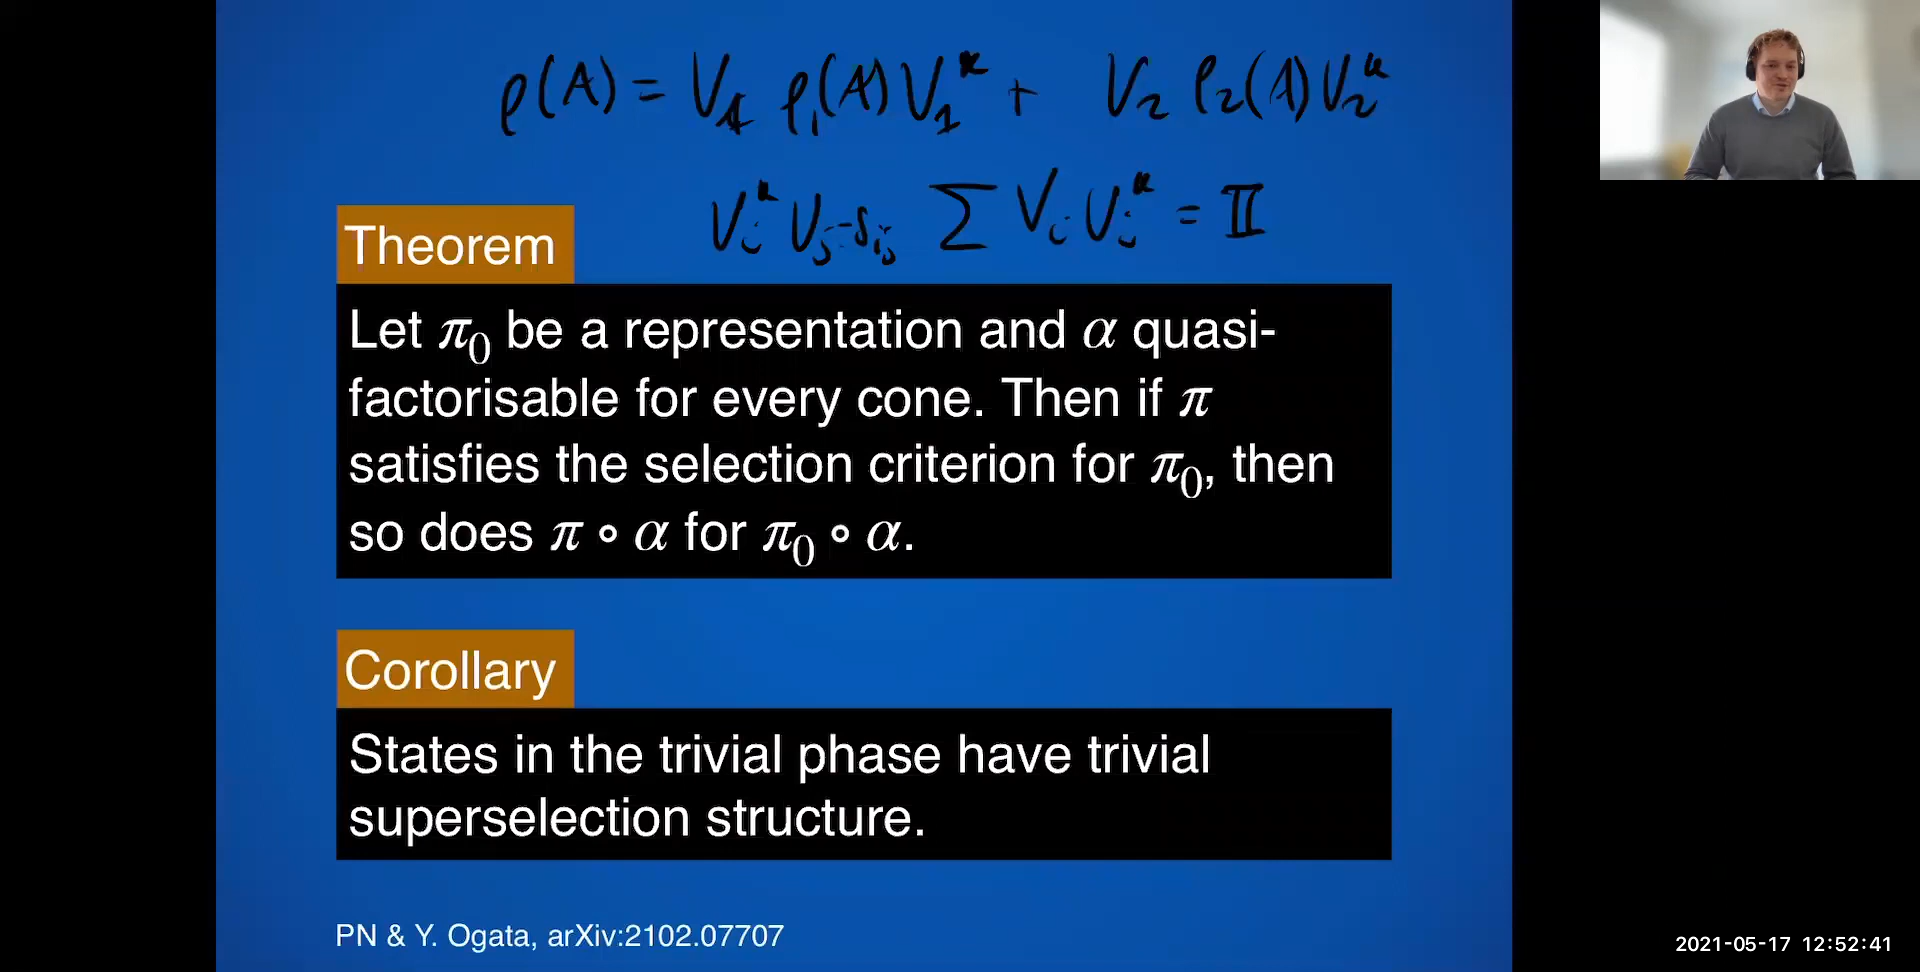 ρ(A) = V₁ ρ₁(A) V₁* + V₂ ρ₂(A) V₂*
Vᵢ* Vⱼ = δᵢⱼ ∑ Vᵢ Vᵢ* = 𝕀
Theorem
Let π₀ be a representation and α quasi-
factorisable for every cone. Then if π
satisfies the selection criterion for π₀, then
so does π ∘ α for π₀ ∘ α.
Corollary
States in the trivial phase have trivial
superselection structure.
PN & Y. Ogata, arXiv:2102.07707
2021-05-17 12:52:41